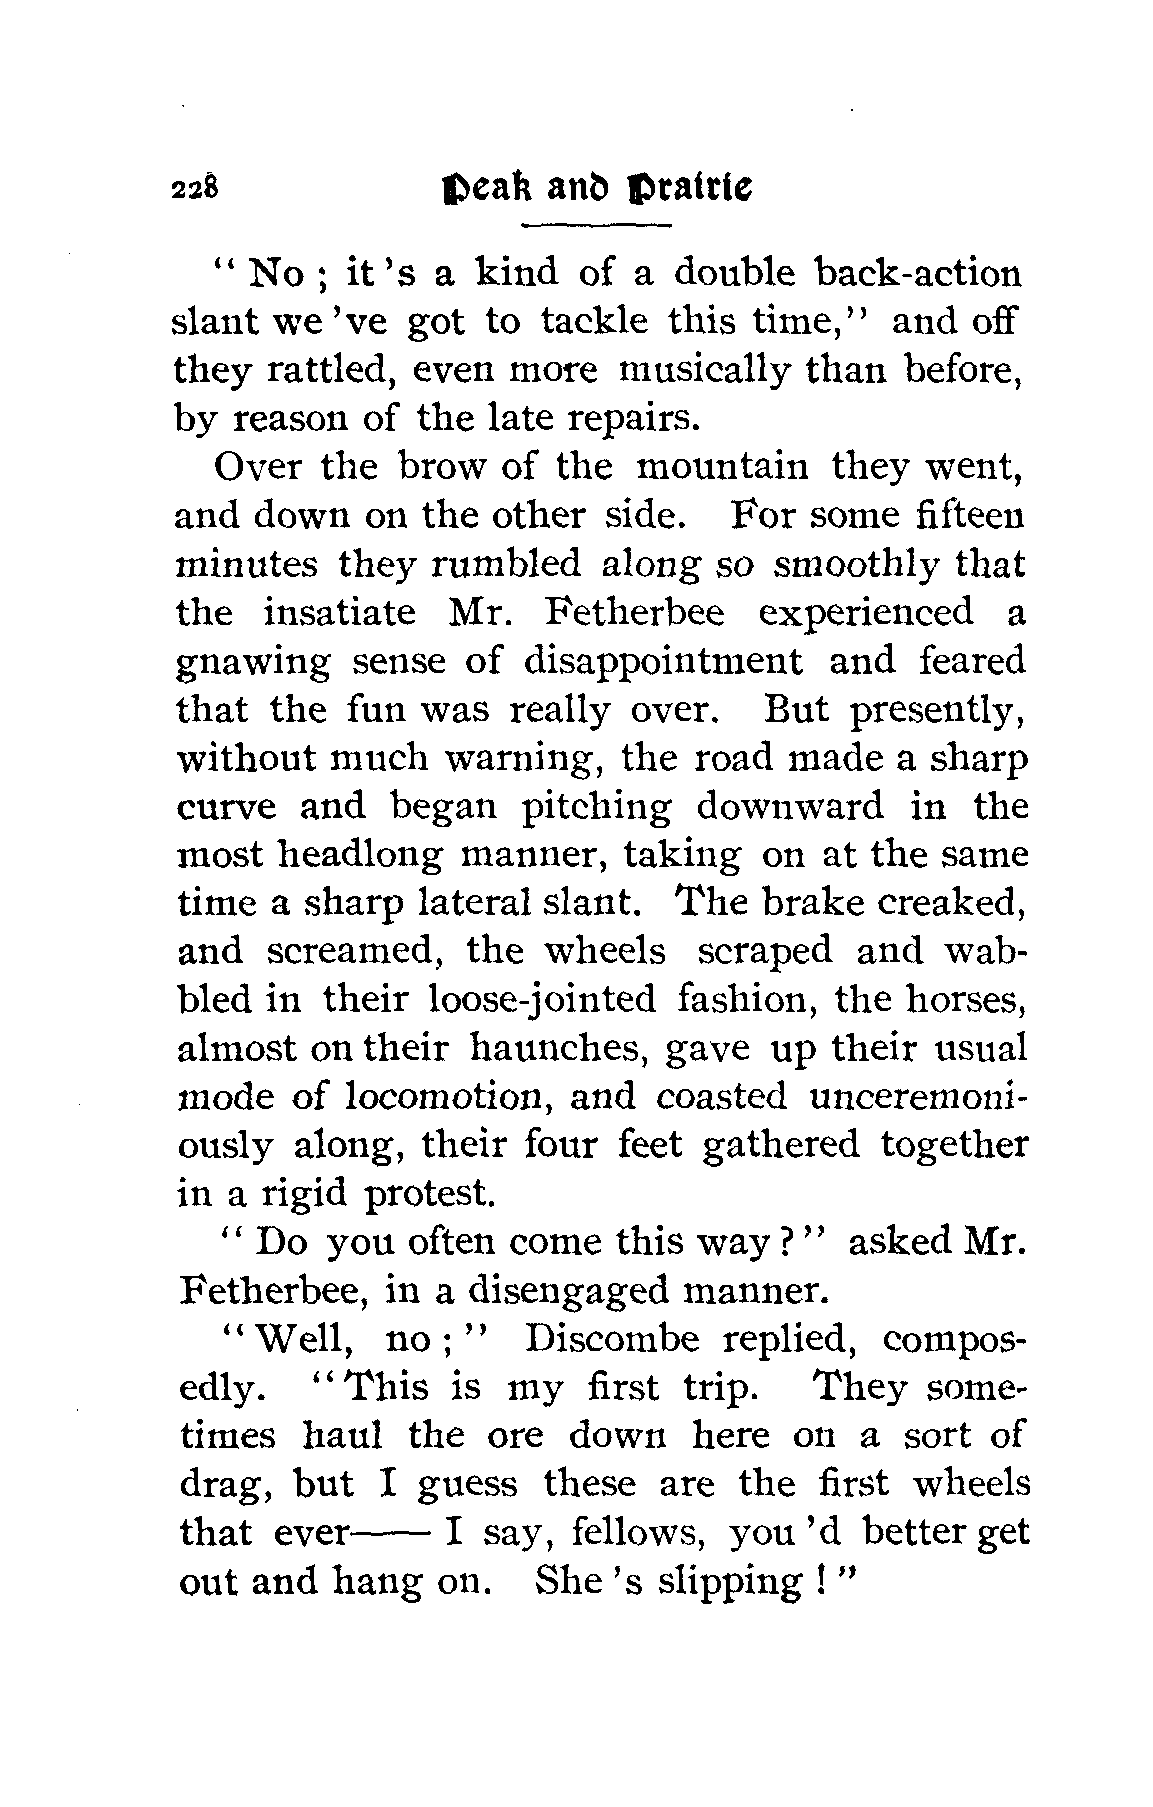 228 Peak and Prairie
“ No ; it ’s a kind of a double back-action
slant we ’ve got to tackle this time,” and off
they rattled, even more musically than before,
by reason of the late repairs.
Over the brow of the mountain they went,
and down on the other side. For some fifteen
minutes they rumbled along so smoothly that
the insatiate Mr. Fetherbee experienced a
gnawing sense of disappointment and feared
that the fun was really over. But presently,
without much warning, the road made a sharp
curve and began pitching downward in the
most headlong manner, taking on at the same
time a sharp lateral slant. The brake creaked,
and screamed, the wheels scraped and wab-
bled in their loose-jointed fashion, the horses,
almost on their haunches, gave up their usual
mode of locomotion, and coasted unceremoni-
ously along, their four feet gathered together
in a rigid protest.
“ Do you often come this way ? ” asked Mr.
Fetherbee, in a disengaged manner.
“ Well, no ; ” Discombe replied, compos-
edly. “ This is my first trip. They some-
times haul the ore down here on a sort of
drag, but I guess these are the first wheels
that ever—— I say, fellows, you ’d better get
out and hang on. She ’s slipping ! ”